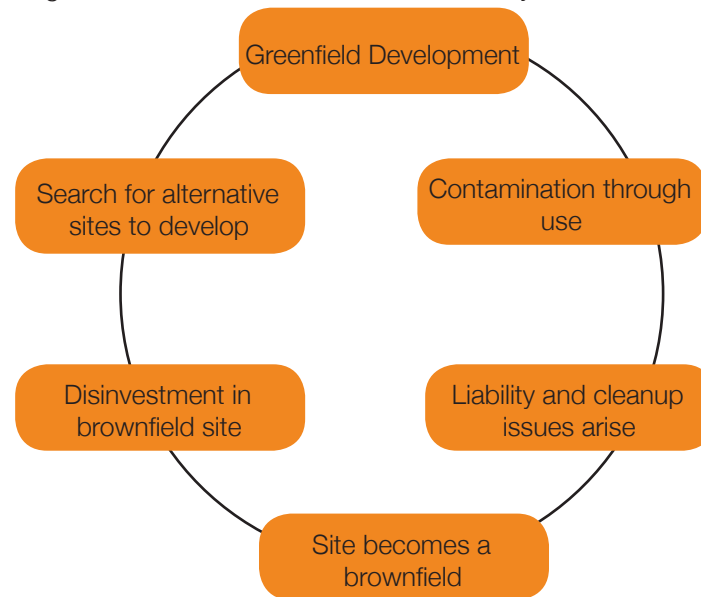 Greenfield Development
Search for alternative
sites to develop
Contamination through
use
Disinvestment in
brownfield site
Liability and cleanup
issues arise
Site becomes a
brownfield